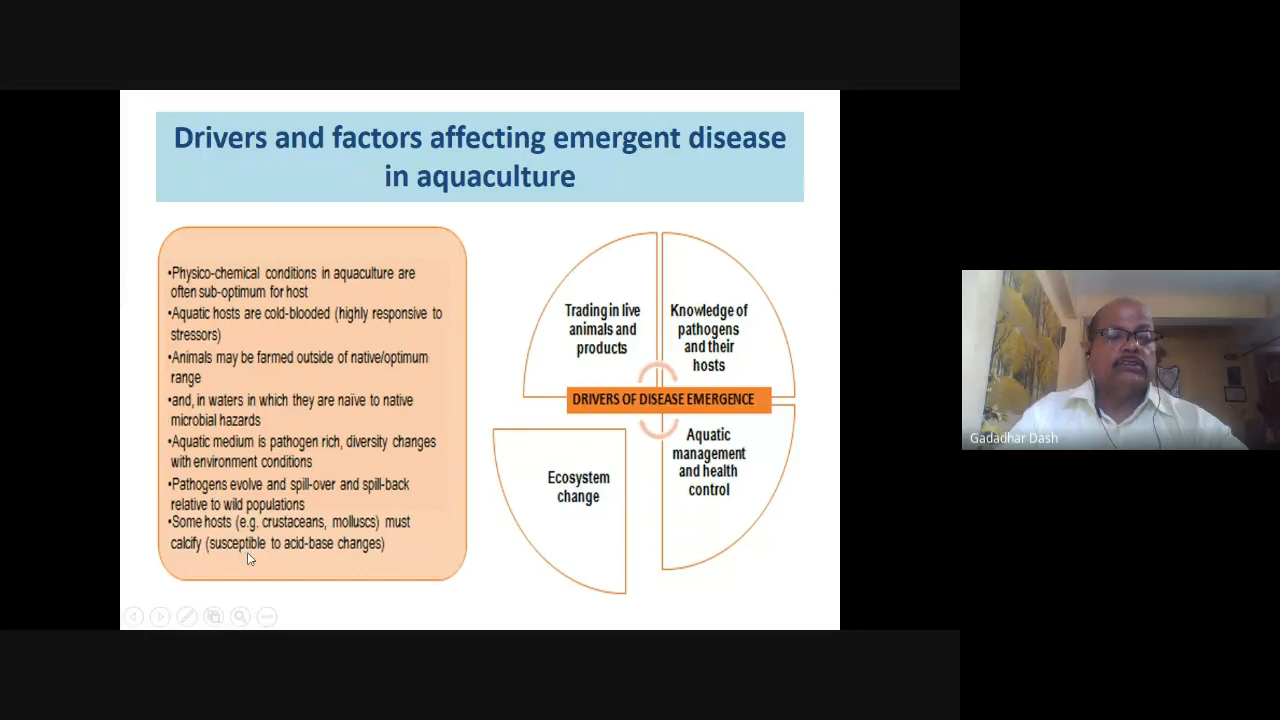 Drivers and factors affecting emergent disease
in aquaculture
•Physico-chemical conditions in aquaculture are
often sub-optimum for host
•Aquatic hosts are cold-blooded (highly responsive to
stressors)
•Animals may be farmed outside of native/optimum
range
•and, in waters in which they are naïve to native
microbial hazards
•Aquatic medium is pathogen rich, diversity changes
with environment conditions
•Pathogens evolve and spill-over and spill-back
relative to wild populations
•Some hosts (e.g. crustaceans, molluscs) must
calcify (susceptible to acid-base changes)
Trading in live
animals and
products
Knowledge of
pathogens
and their
hosts
DRIVERS OF DISEASE EMERGENCE
Ecosystem
change
Aquatic
management
and health
control
Gadadhar Dash